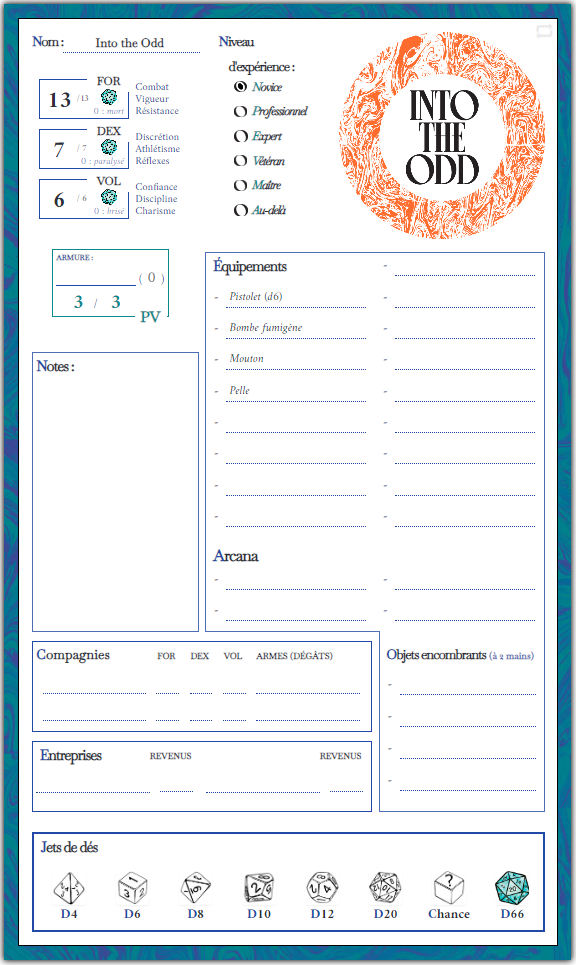 Nom : Into the Odd
Niveau
d'expérience :
Novice
Professionnel
Expert
Vétéran
Maître
Au-delà
INTO
THE
ODD
FOR
13 / 13
0 : mort
Combat
Vigueur
Résistance
DEX
7 / 7
0 : paralysé
Discrétion
Athlétisme
Réflexes
VOL
6 / 6
0 : brisé
Confiance
Discipline
Charisme
ARMURE :
( 0 )
3 / 3
PV
Notes :
Équipements
- Pistolet (d6)
- Bombe fumigène
- Mouton
- Pelle
-
-
-
-
-
-
-
-
-
-
-
-
-
Arcana
-
-
-
-
Compagnies FOR DEX VOL ARMES (DÉGÂTS)
Entreprises REVENUS REVENUS
Objets encombrants (à 2 mains)
-
-
-
-
Jets de dés
D4 D6 D8 D10 D12 D20 Chance D66